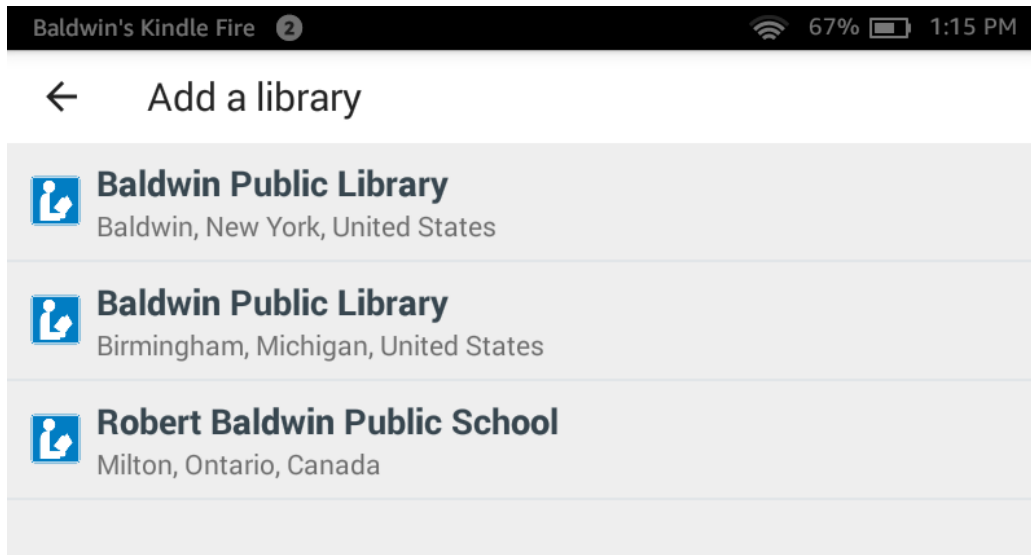 Baldwin's Kindle Fire 2 67% 1:15 PM
Add a library
Baldwin Public Library
Baldwin, New York, United States
Baldwin Public Library
Birmingham, Michigan, United States
Robert Baldwin Public School
Milton, Ontario, Canada